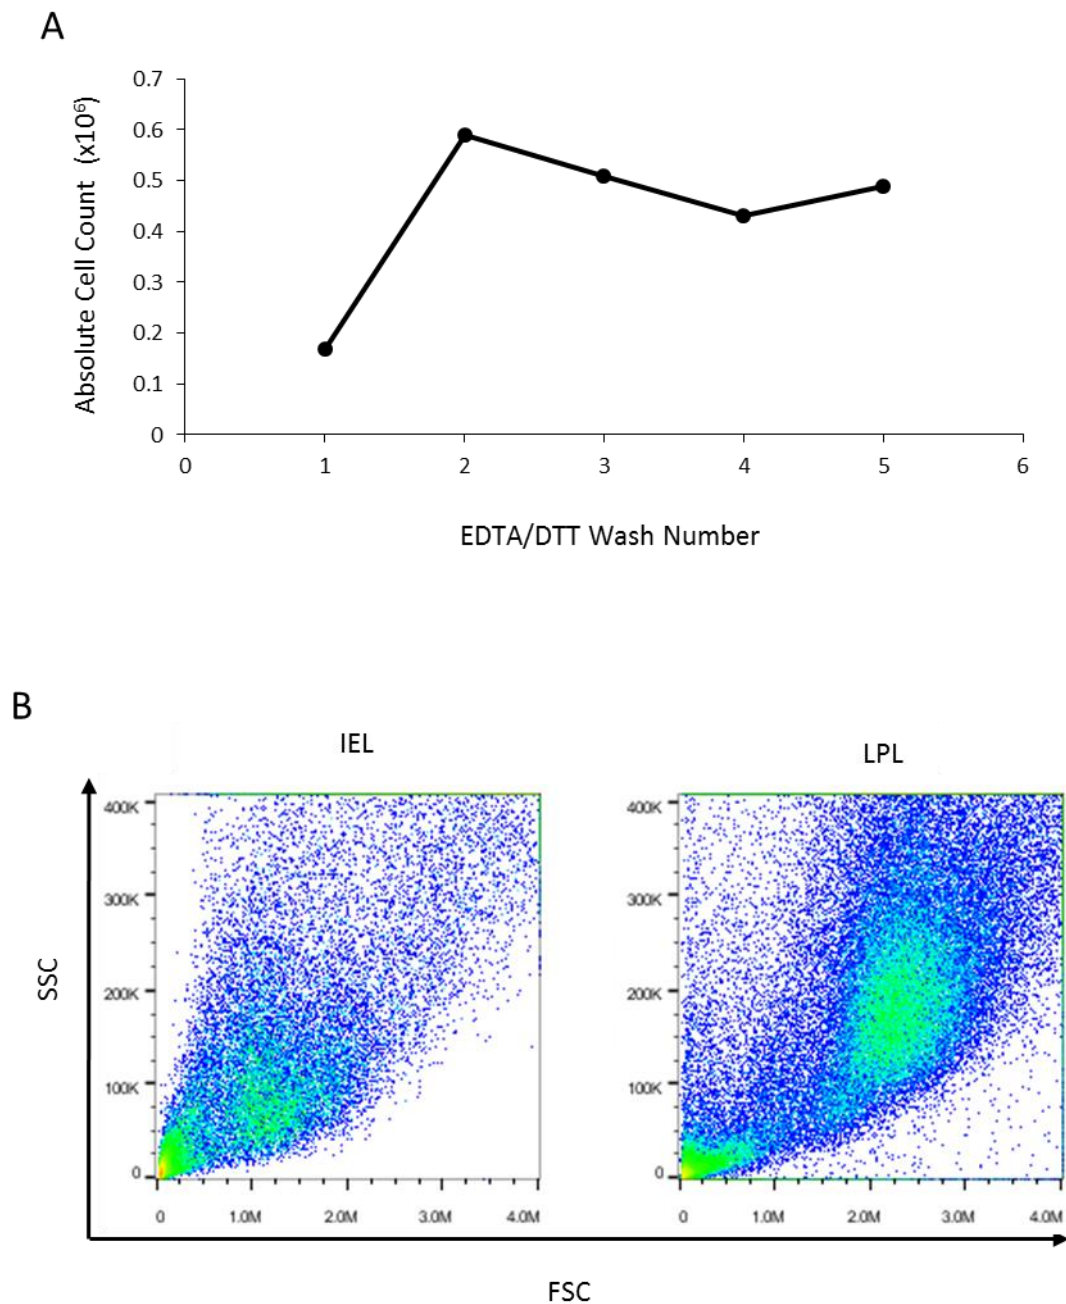 A
0.7
0.6
0.5
0.4
0.3
0.2
0.1
0
Absolute Cell Count (x10⁶)
0 1 2 3 4 5 6
EDTA/DTT Wash Number
B
IEL
LPL
400K
300K
200K
100K
0
0 1.0M 2.0M 3.0M 4.0M
400K
300K
200K
100K
0
0 1.0M 2.0M 3.0M 4.0M
SSC
FSC